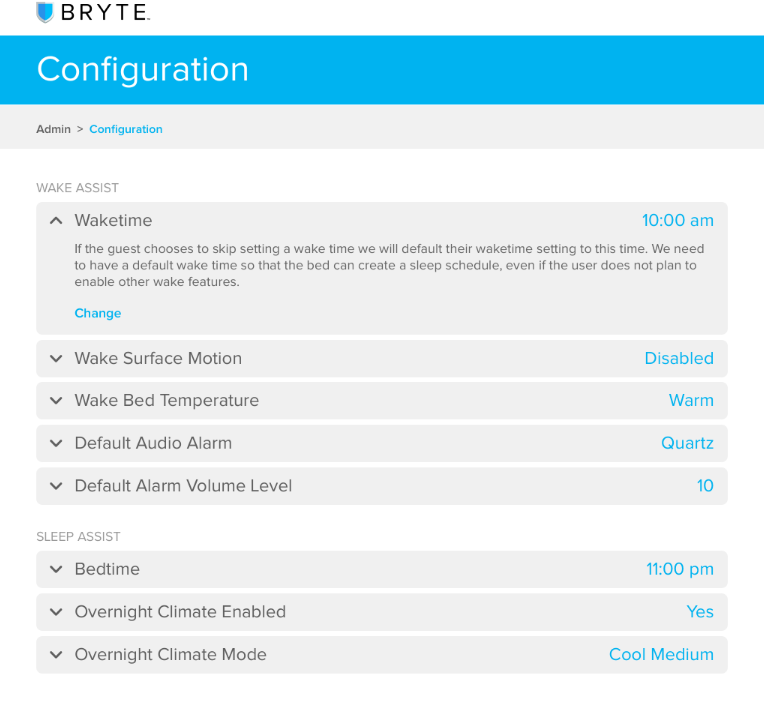 BRYTE™
Configuration
Admin > Configuration
WAKE ASSIST
Waketime 10:00 am
If the guest chooses to skip setting a wake time we will default their waketime setting to this time. We need
to have a default wake time so that the bed can create a sleep schedule, even if the user does not plan to
enable other wake features.
Change
Wake Surface Motion Disabled
Wake Bed Temperature Warm
Default Audio Alarm Quartz
Default Alarm Volume Level 10
SLEEP ASSIST
Bedtime 11:00 pm
Overnight Climate Enabled Yes
Overnight Climate Mode Cool Medium